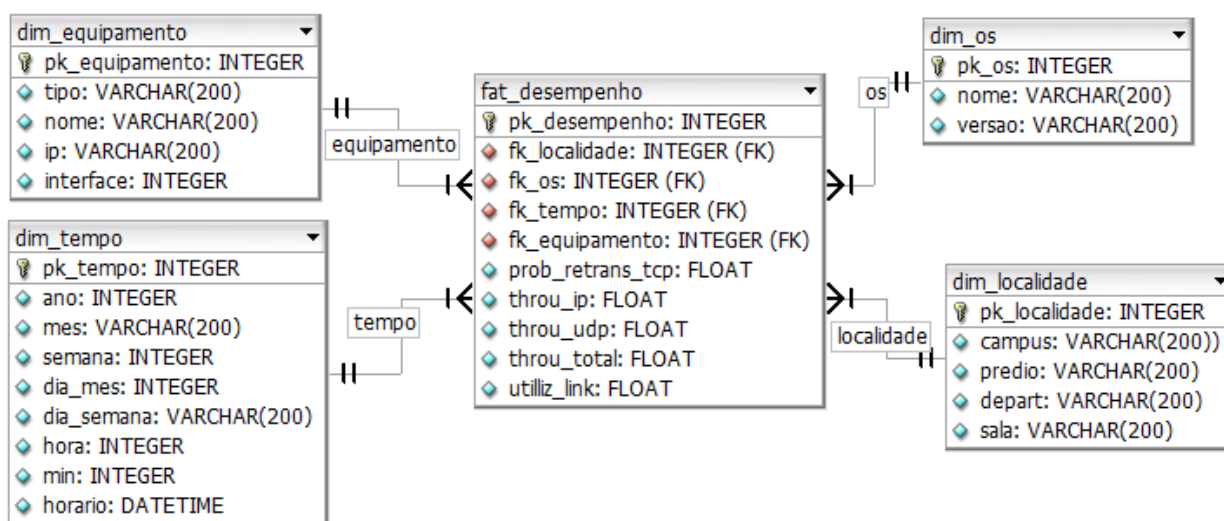 dim_equipamento
pk_equipamento: INTEGER
tipo: VARCHAR(200)
nome: VARCHAR(200)
ip: VARCHAR(200)
interface: INTEGER
equipamento
dim_tempo
pk_tempo: INTEGER
ano: INTEGER
mes: VARCHAR(200)
semana: INTEGER
dia_mes: INTEGER
dia_semana: VARCHAR(200)
hora: INTEGER
min: INTEGER
horario: DATETIME
tempo
fat_desempenho
pk_desempenho: INTEGER
fk_localidade: INTEGER (FK)
fk_os: INTEGER (FK)
fk_tempo: INTEGER (FK)
fk_equipamento: INTEGER (FK)
prob_retrans_tcp: FLOAT
throu_ip: FLOAT
throu_udp: FLOAT
throu_total: FLOAT
utilliz_link: FLOAT
os
dim_os
pk_os: INTEGER
nome: VARCHAR(200)
versao: VARCHAR(200)
localidade
dim_localidade
pk_localidade: INTEGER
campus: VARCHAR(200))
predio: VARCHAR(200)
depart: VARCHAR(200)
sala: VARCHAR(200)